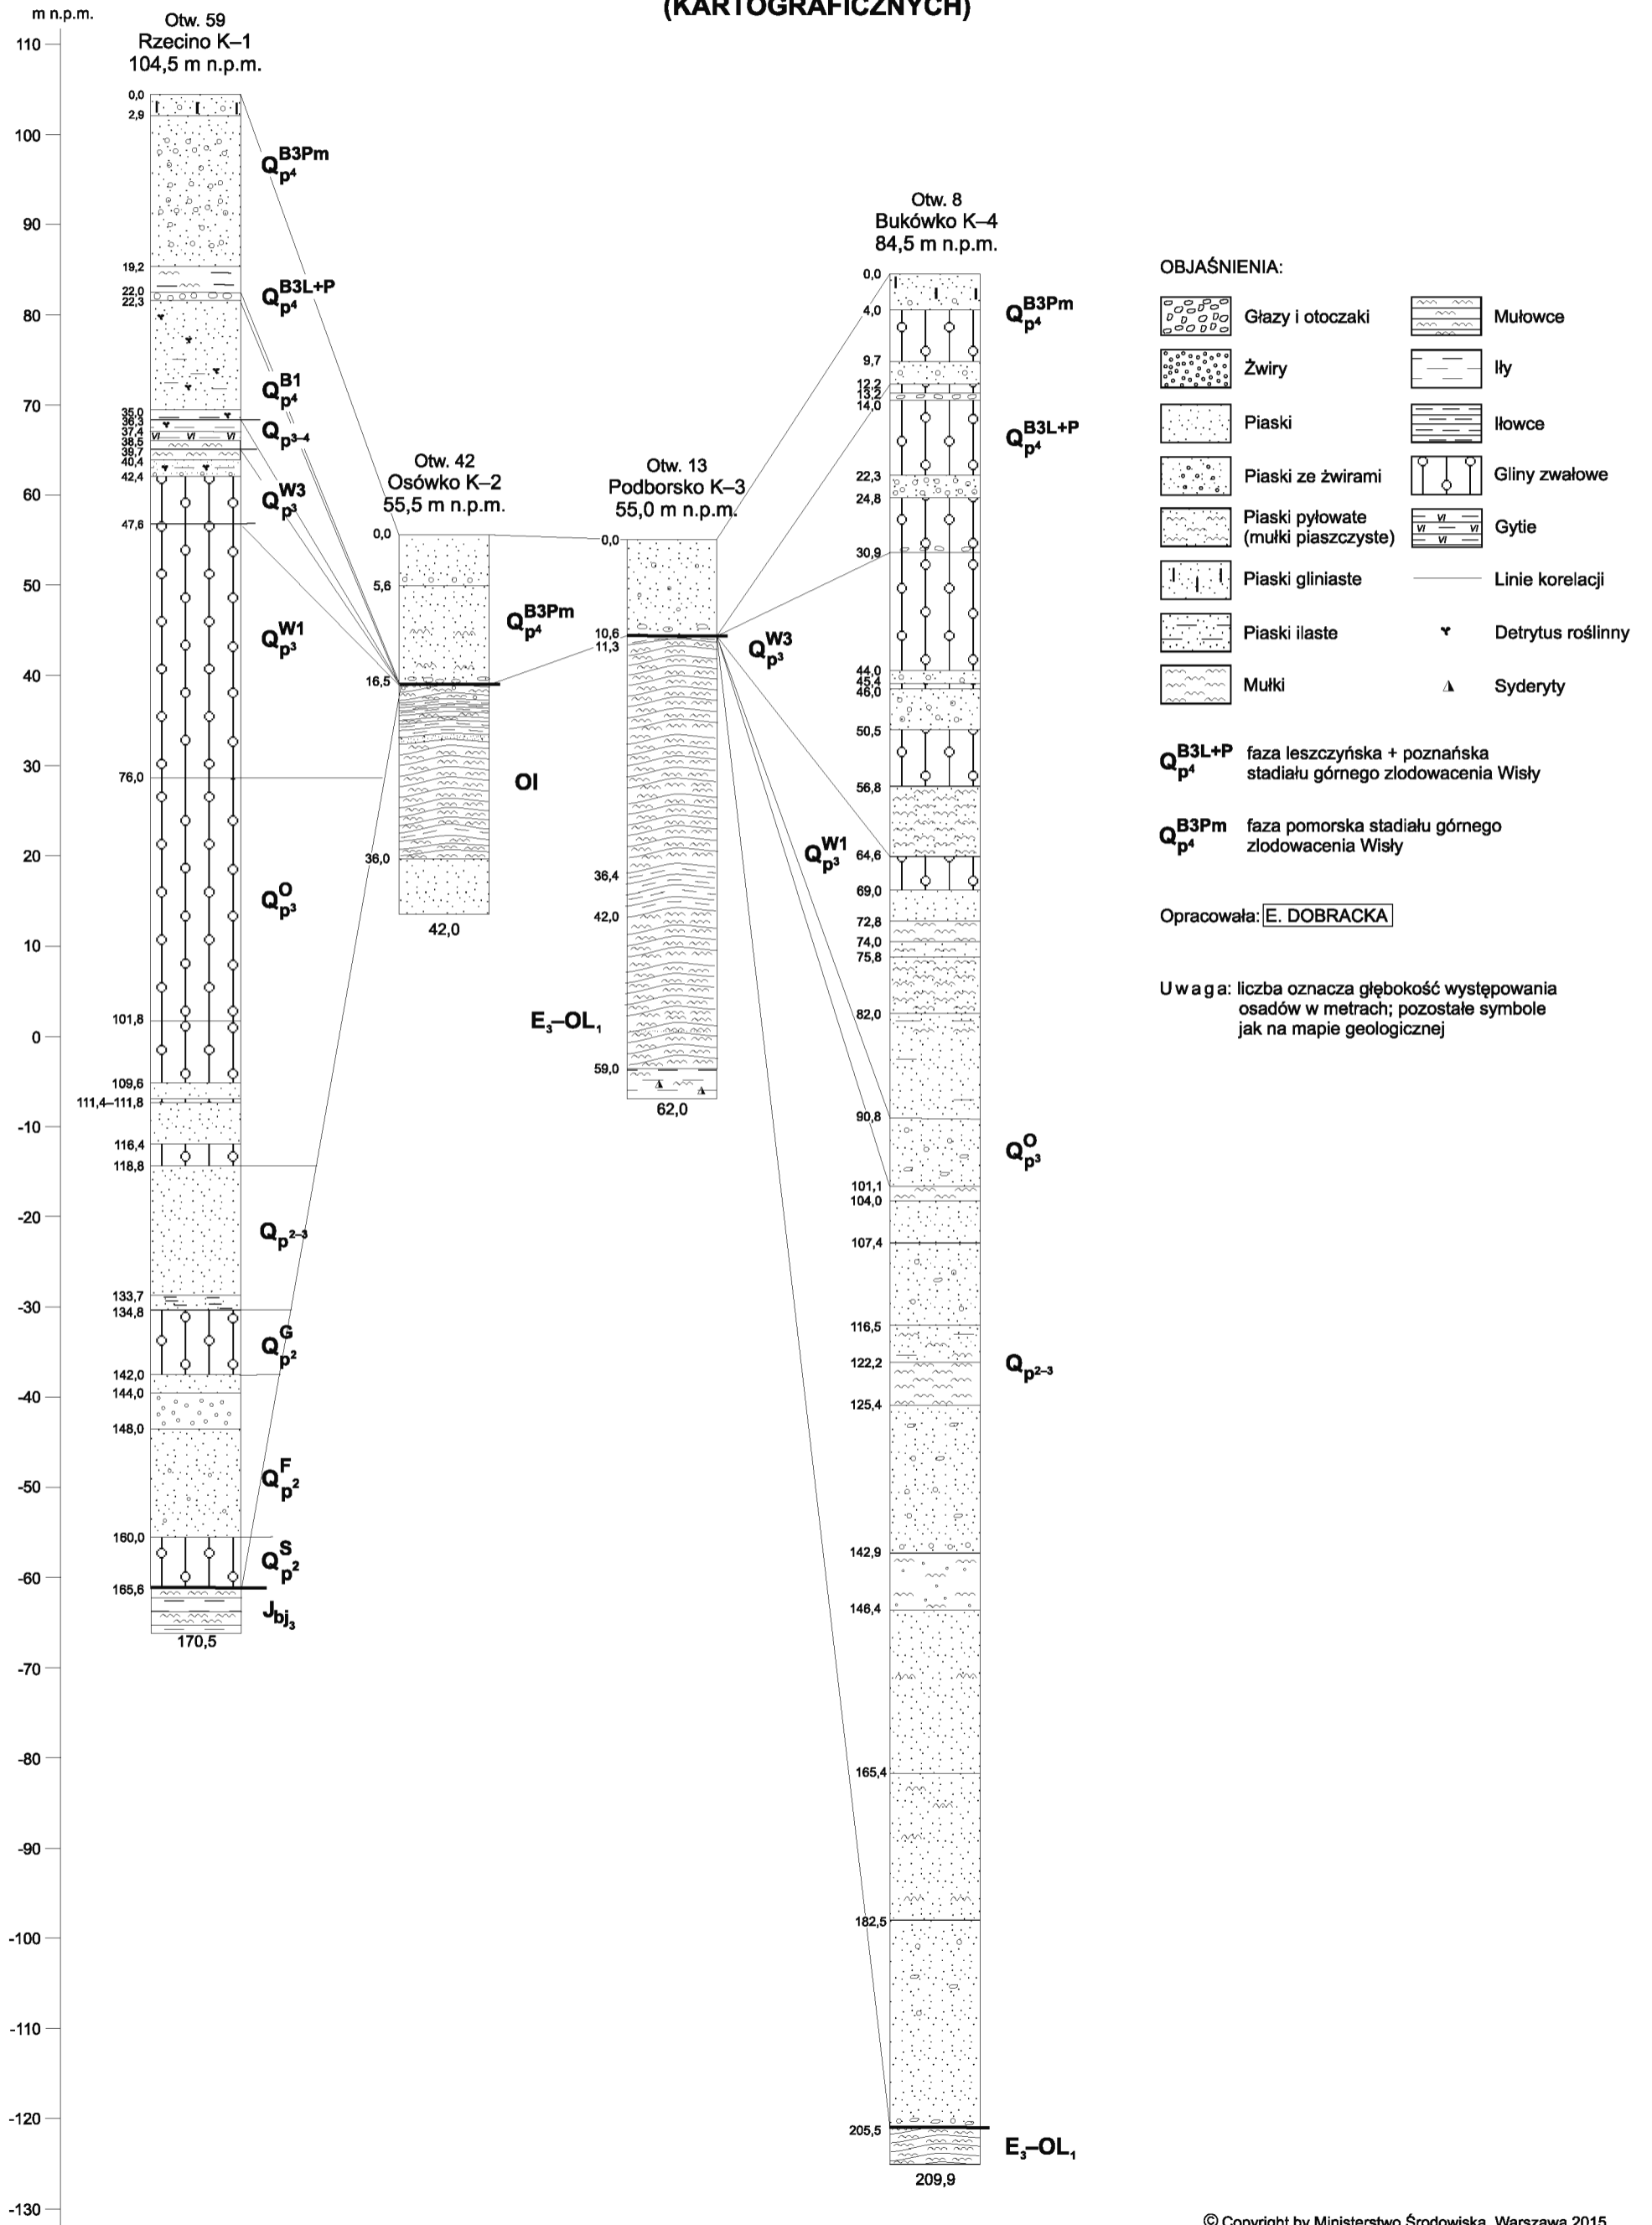 (KARTOGRAFICZNYCH)
m n.p.m.
110
100
90
80
70
60
50
40
30
20
10
0
-10
-20
-30
-40
-50
-60
-70
-80
-90
-100
-110
-120
-130
Otw. 59
Rzecino K–1
104,5 m n.p.m.
0,0
2,9
19,2
22,0
22,3
35,0
36,3
37,4
38,5
39,7
40,4
42,4
47,6
76,0
101,8
109,6
111,4–111,8
116,4
118,8
133,7
134,8
142,0
144,0
148,0
160,0
165,6
170,5
Q B3Pm p4
Q B3L+P p4
Q B1 p4
Q p3–4
Q W3 p3
Q W1 p3
Q O p3
Q p2–3
Q G p2
Q F p2
Q S p2
J bj3
Otw. 42
Osówko K–2
55,5 m n.p.m.
0,0
5,6
16,5
36,0
42,0
Q B3Pm p4
Ol
E3–OL1
Otw. 13
Podborsko K–3
55,0 m n.p.m.
0,0
10,6
11,3
36,4
42,0
59,0
62,0
Q W3 p3
Q W1 p3
Otw. 8
Bukówko K–4
84,5 m n.p.m.
0,0
4,0
9,7
12,2
13,2
14,0
22,3
24,8
30,9
44,0
45,4
46,0
50,5
56,8
64,6
69,0
72,8
74,0
75,8
82,0
90,8
101,1
104,0
107,4
116,5
122,2
125,4
142,9
146,4
165,4
182,5
205,5
209,9
Q B3Pm p4
Q B3L+P p4
Q O p3
Q p2–3
E3–OL1
OBJAŚNIENIA:
Głazy i otoczaki
Żwiry
Piaski
Piaski ze żwirami
Piaski pyłowate
(mułki piaszczyste)
Piaski gliniaste
Piaski ilaste
Mułki
Mułowce
Iły
Iłowce
Gliny zwałowe
Gytie
Linie korelacji
Detrytus roślinny
Syderyty
Q B3L+P p4 faza leszczyńska + poznańska
stadiału górnego zlodowacenia Wisły
Q B3Pm p4 faza pomorska stadiału górnego
zlodowacenia Wisły
Opracowała: E. DOBRACKA
Uwaga: liczba oznacza głębokość występowania
osadów w metrach; pozostałe symbole
jak na mapie geologicznej
© Copyright by Ministerstwo Środowiska, Warszawa 2015